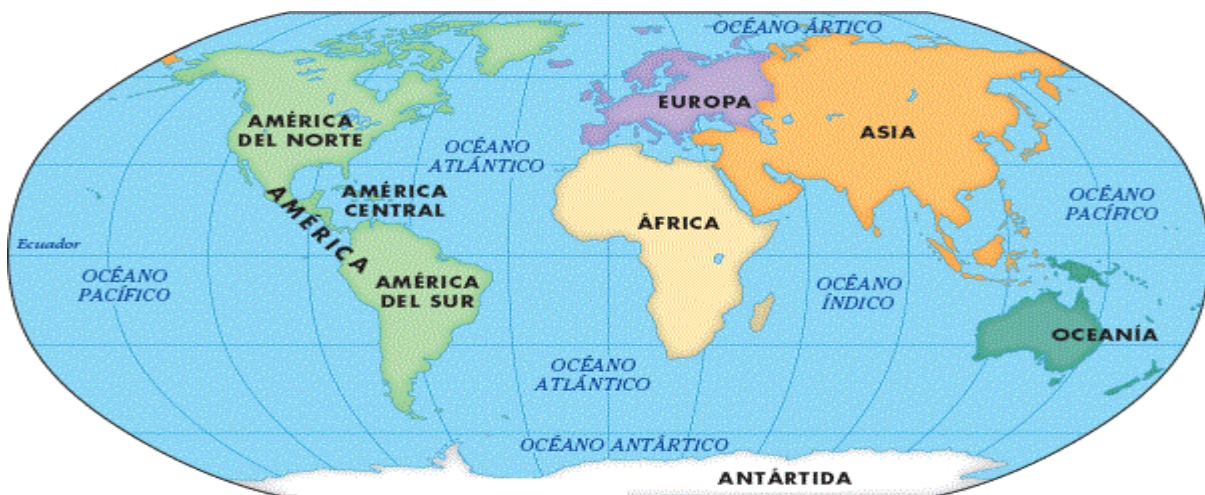 OCÉANO ÁRTICO
EUROPA
AMÉRICA
DEL NORTE
ASIA
OCÉANO
ATLÁNTICO
AMÉRICA
CENTRAL
OCÉANO
PACÍFICO
AMÉRICA
ÁFRICA
Ecuador
OCÉANO
PACÍFICO
AMÉRICA
DEL SUR
OCÉANO
ÍNDICO
OCEANÍA
OCÉANO
ATLÁNTICO
OCÉANO ANTÁRTICO
ANTÁRTIDA